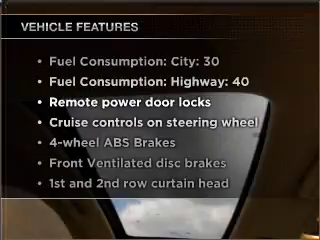 VEHICLE FEATURES
• Fuel Consumption: City: 30
• Fuel Consumption: Highway: 40
• Remote power door locks
• Cruise controls on steering wheel
• 4-wheel ABS Brakes
• Front Ventilated disc brakes
• 1st and 2nd row curtain head